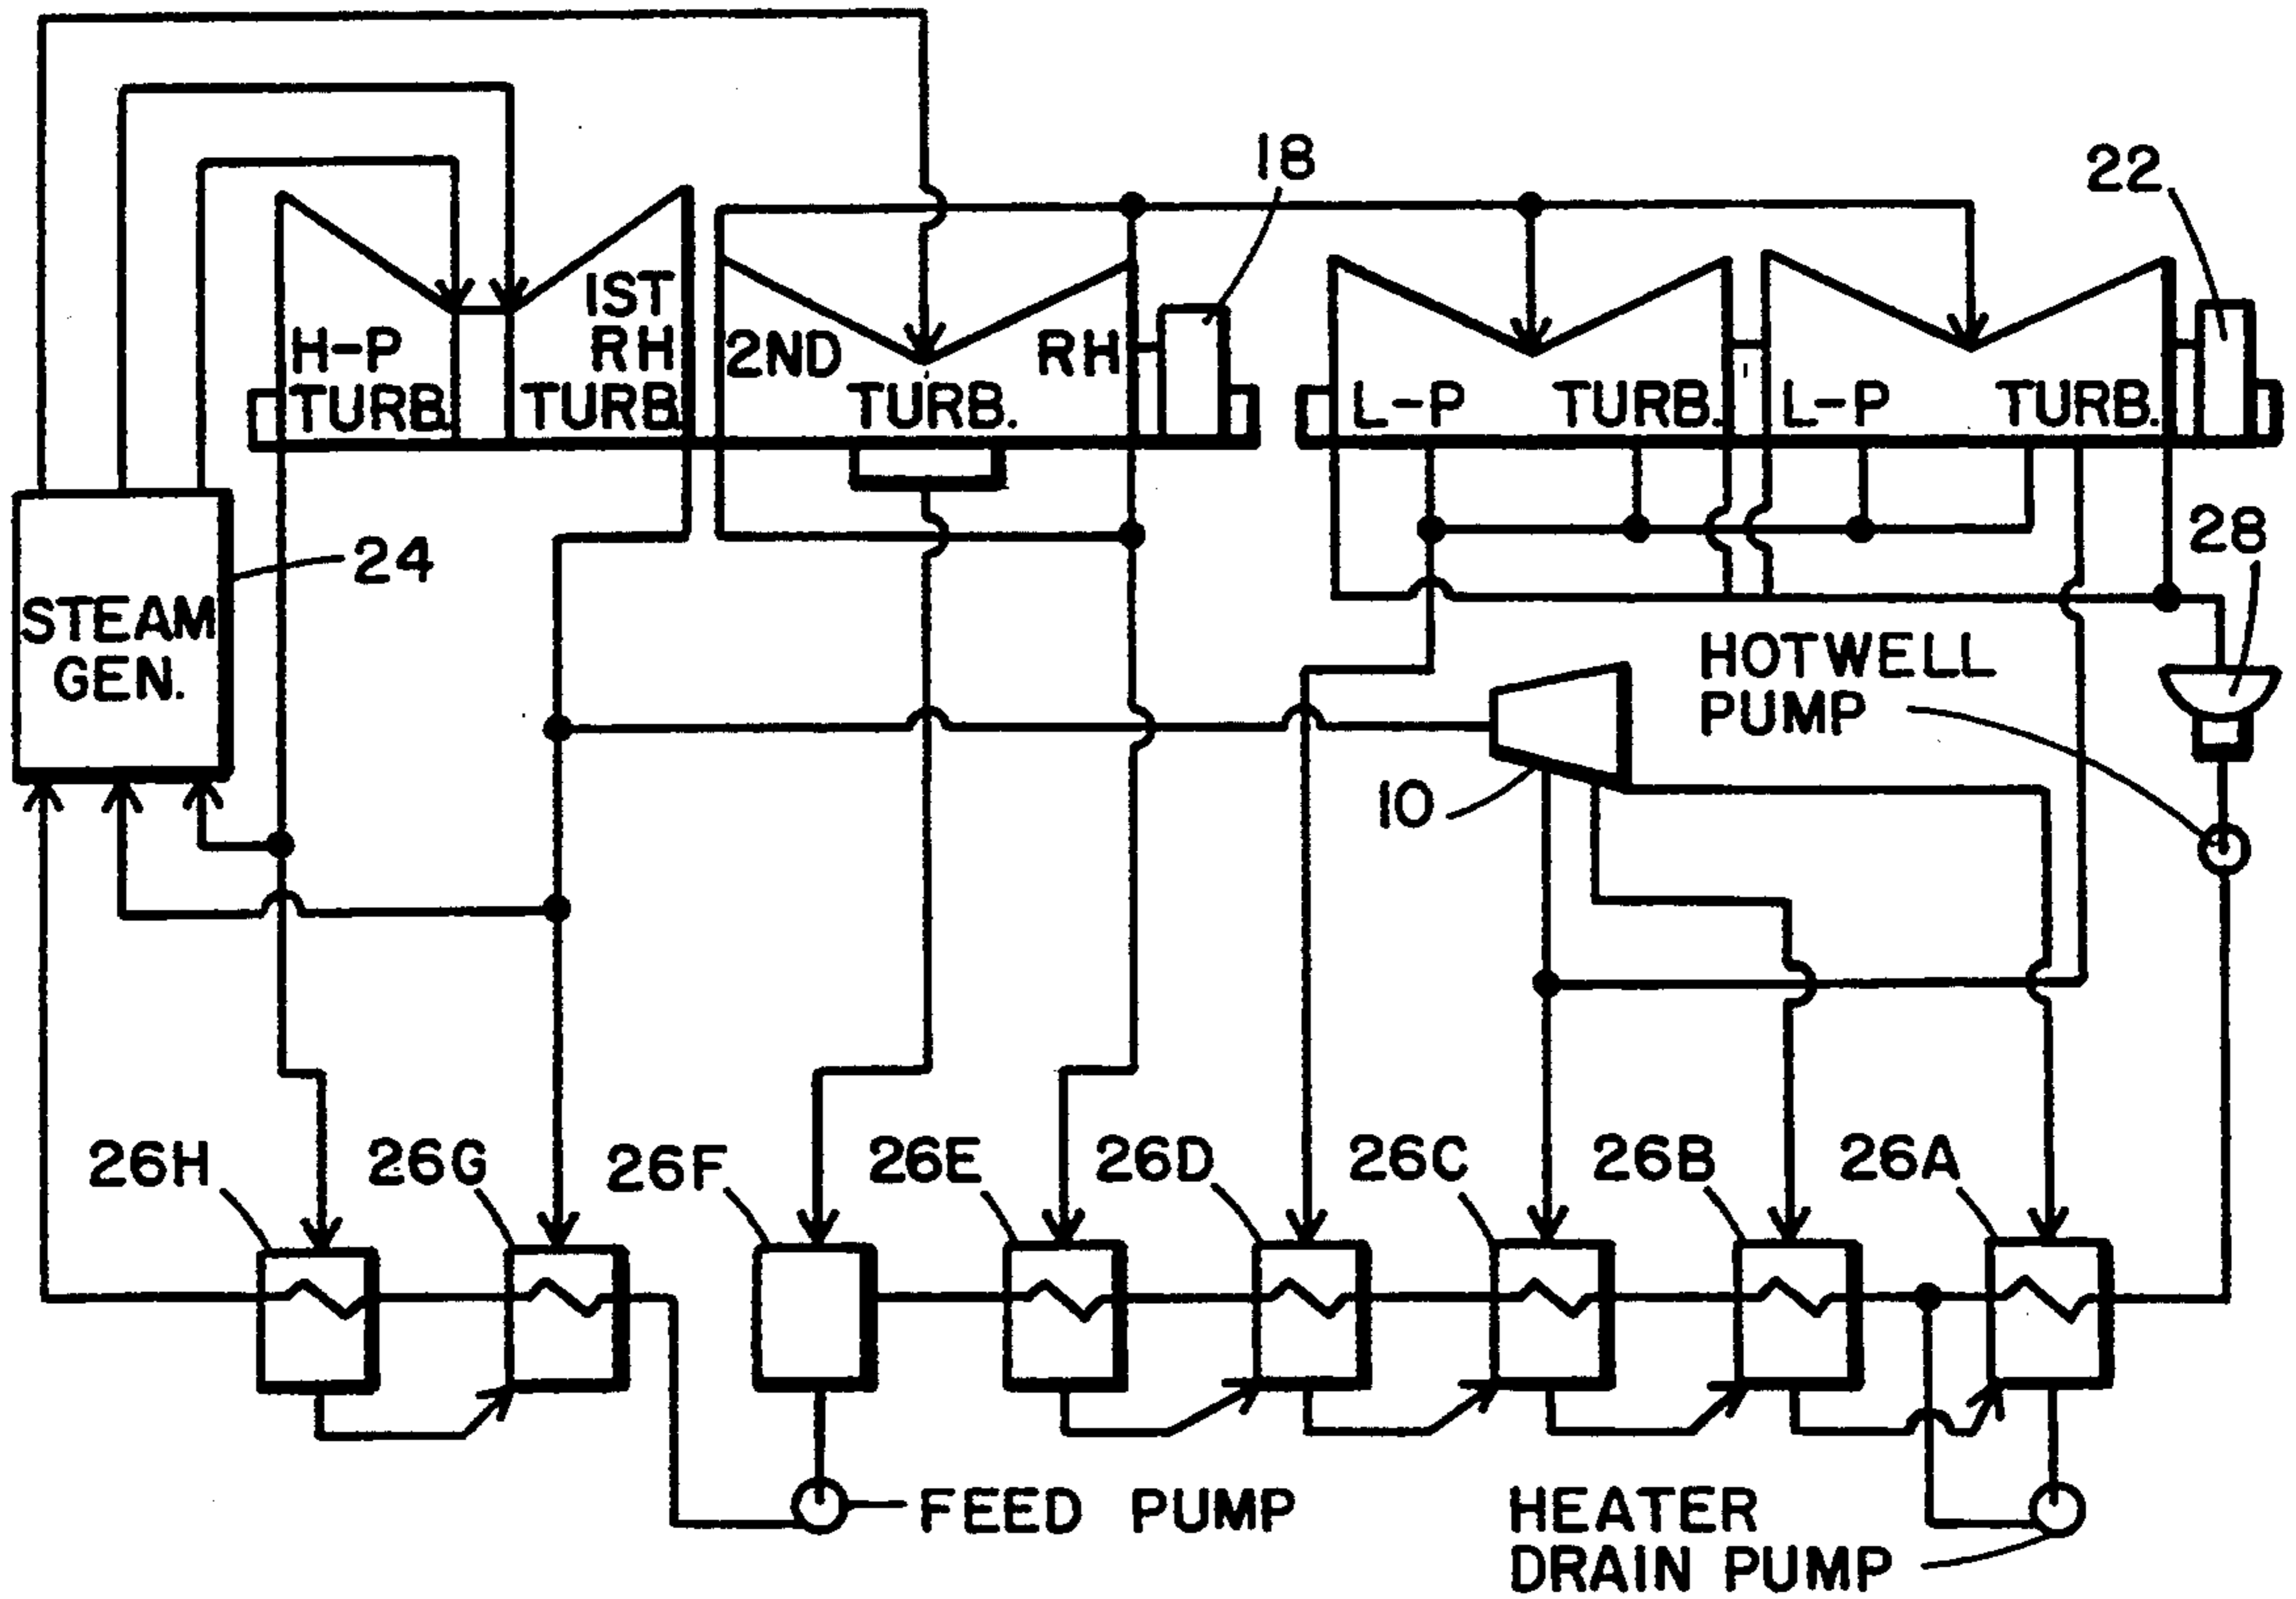 18
22
1ST
H-P
RH
2ND
RH
TURB.
TURB.
TURB.
L-P
TURB.
L-P
TURB.
24
28
STEAM
GEN.
HOTWELL
PUMP
10
26H
26G
26F
26E
26D
26C
26B
26A
FEED PUMP
HEATER
DRAIN PUMP